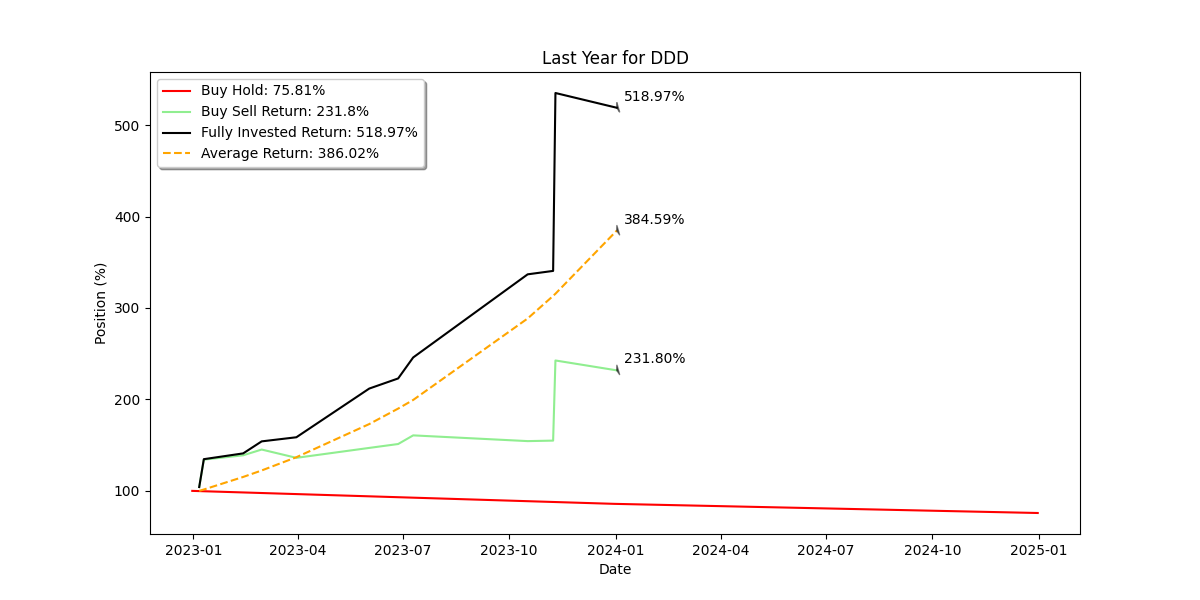 Last Year for DDD
Buy Hold: 75.81%
Buy Sell Return: 231.8%
Fully Invested Return: 518.97%
Average Return: 386.02%
518.97%
384.59%
231.80%
500
400
300
200
100
Position (%)
2023-01 2023-04 2023-07 2023-10 2024-01 2024-04 2024-07 2024-10 2025-01
Date